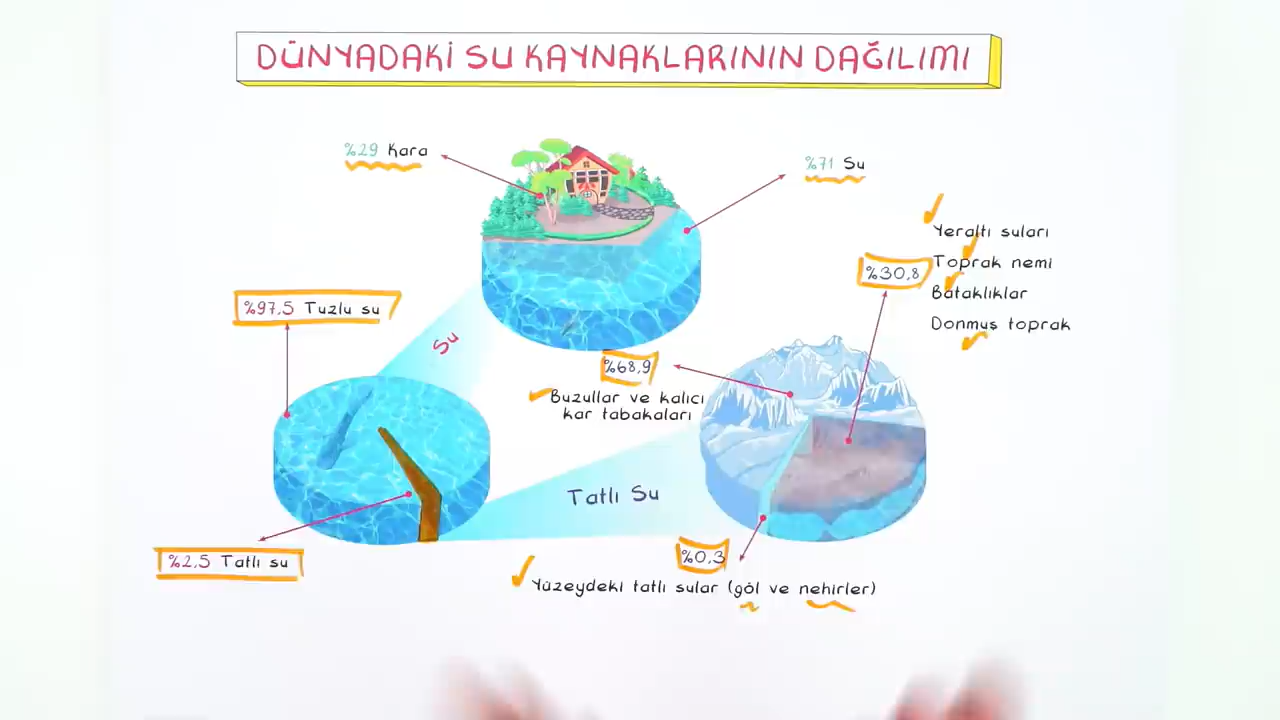 DÜNYADAKİ SU KAYNAKLARININ DAĞILIMI
%29 Kara
%71 Su
Yeraltı suları
%30,8
Toprak nemi
Bataklıklar
Donmuş toprak
%97,5 Tuzlu su
Su
%68,9
Buzullar ve kalıcı
kar tabakaları
Tatlı Su
%2,5 Tatlı su
%0,3
Yüzeydeki tatlı sular (göl ve nehirler)